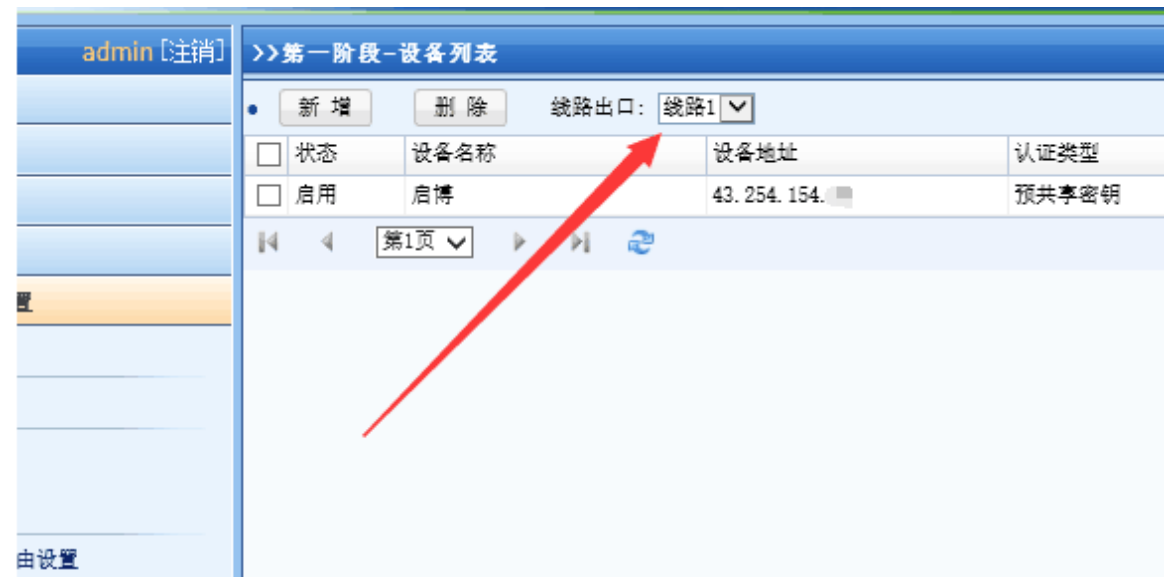 admin [注销]
>>第一阶段-设备列表
新 增 删 除 线路出口: 线路1
状态 设备名称 设备地址 认证类型
启用 启博 43.254.154. 预共享密钥
第1页
置
由设置